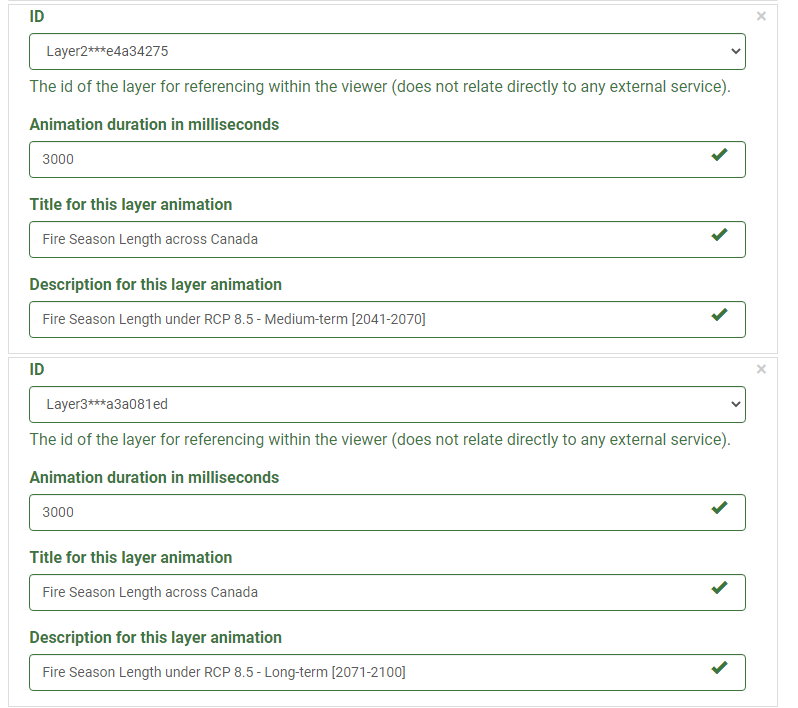 ID
×
Layer2***e4a34275
The id of the layer for referencing within the viewer (does not relate directly to any external service).
Animation duration in milliseconds
3000
Title for this layer animation
Fire Season Length across Canada
Description for this layer animation
Fire Season Length under RCP 8.5 - Medium-term [2041-2070]
ID
×
Layer3***a3a081ed
The id of the layer for referencing within the viewer (does not relate directly to any external service).
Animation duration in milliseconds
3000
Title for this layer animation
Fire Season Length across Canada
Description for this layer animation
Fire Season Length under RCP 8.5 - Long-term [2071-2100]